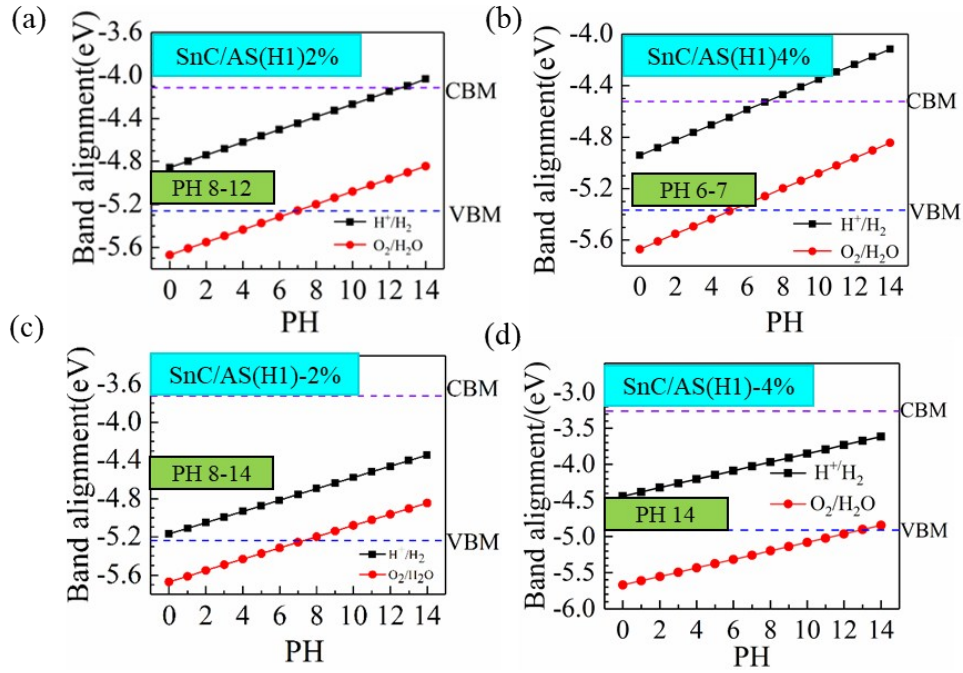 (a)
Band alignment(eV)
-3.6
-4.0
-4.4
-4.8
-5.2
-5.6
SnC/AS(H1)2%
CBM
PH 8-12
VBM
H⁺/H₂
O₂/H₂O
0 2 4 6 8 10 12 14
PH
(b)
Band alignment(eV)
-4.0
-4.4
-4.8
-5.2
-5.6
SnC/AS(H1)4%
CBM
PH 6-7
VBM
H⁺/H₂
O₂/H₂O
0 2 4 6 8 10 12 14
PH
(c)
Band alignment(eV)
-3.6
-4.0
-4.4
-4.8
-5.2
-5.6
SnC/AS(H1)-2%
CBM
PH 8-14
VBM
H⁺/H₂
O₂/H₂O
0 2 4 6 8 10 12 14
PH
(d)
Band alignment/(eV)
-3.0
-3.5
-4.0
-4.5
-5.0
-5.5
-6.0
SnC/AS(H1)-4%
CBM
H⁺/H₂
O₂/H₂O
PH 14
VBM
0 2 4 6 8 10 12 14
PH